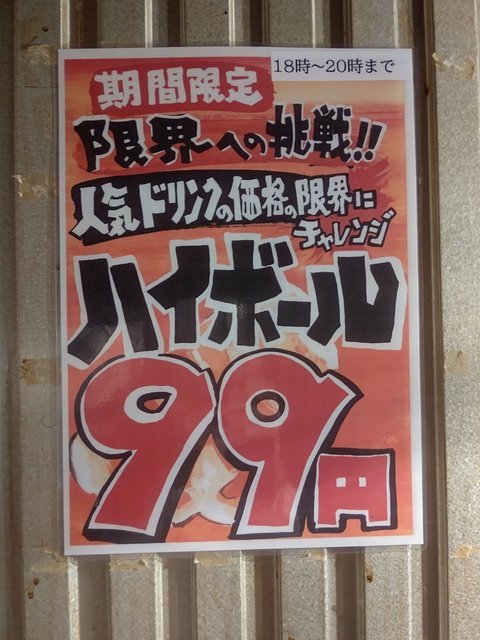 18時～20時まで
期間限定
限界への挑戦!!
人気ドリンクの価格の限界に
チャレンジ
ハイボール
99円